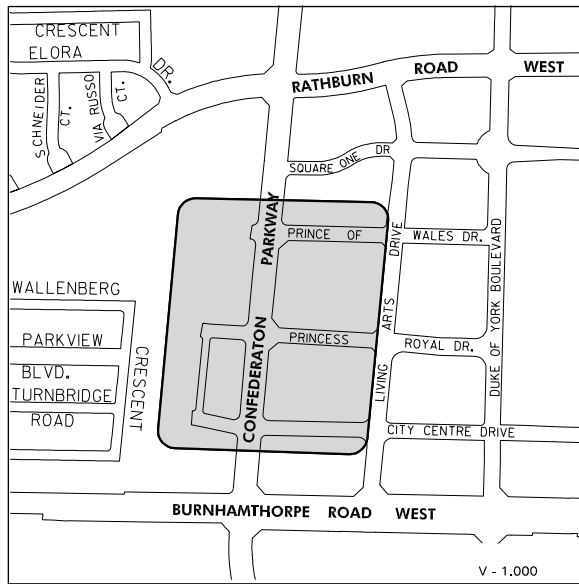 CRESCENT
ELORA
DR.
SCHNEIDER
CT.
VIA RUSSO
CT.
RATHBURN ROAD WEST
SQUARE ONE DR
CONFEDERATON PARKWAY
PRINCE OF WALES DR.
LIVING ARTS DRIVE
DUKE OF YORK BOULEVARD
WALLENBERG
CRESCENT
PARKVIEW
BLVD.
TURNBRIDGE
ROAD
PRINCESS ROYAL DR.
CITY CENTRE DRIVE
BURNHAMTHORPE ROAD WEST
V - 1.000